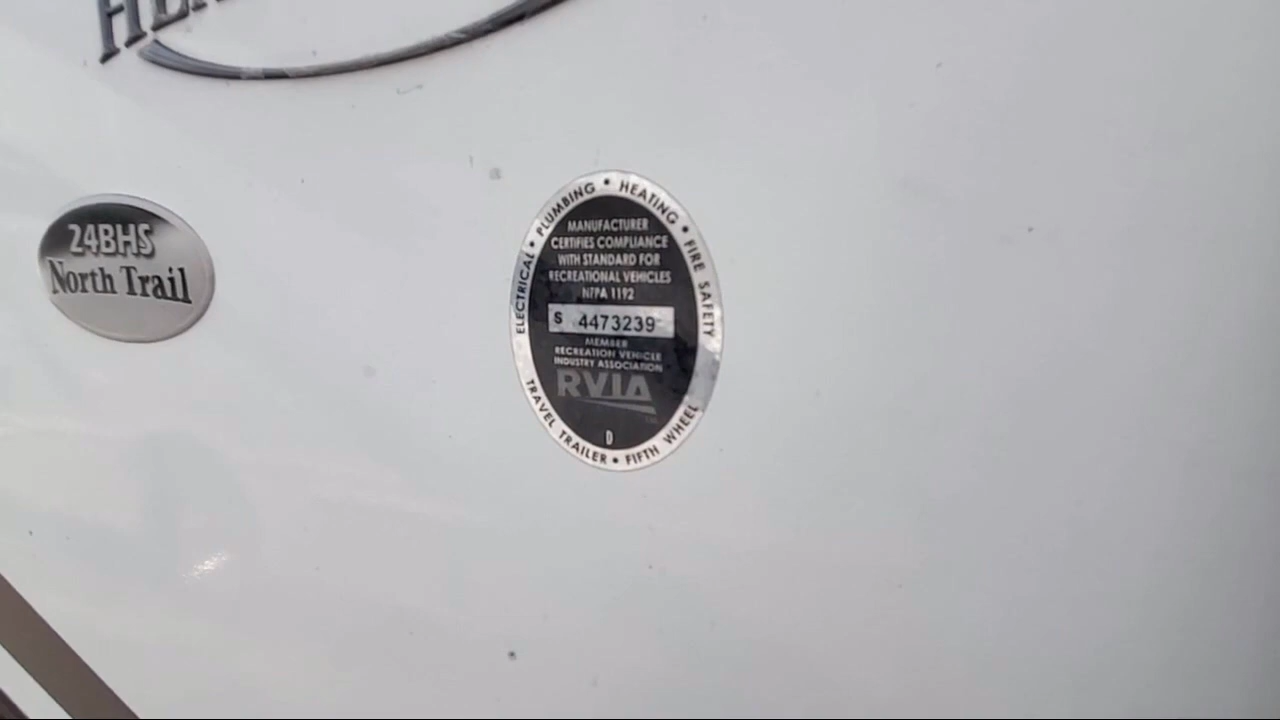 24BHS
North Trail
ELECTRICAL • PLUMBING • HEATING • FIRE SAFETY
MANUFACTURER
CERTIFIES COMPLIANCE
WITH STANDARD FOR
RECREATIONAL VEHICLES
NFPA 1192
S 4473239
MEMBER
RECREATION VEHICLE
INDUSTRY ASSOCIATION
RVIA
D
TRAVEL TRAILER • FIFTH WHEEL